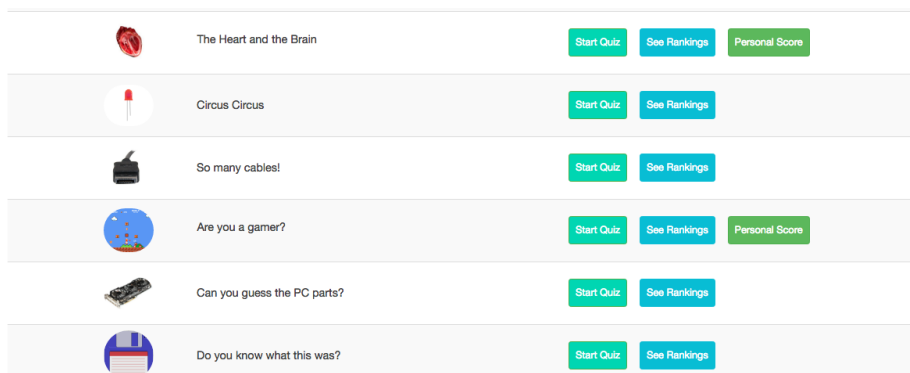 The Heart and the Brain Start Quiz See Rankings Personal Score
Circus Circus Start Quiz See Rankings
So many cables! Start Quiz See Rankings
Are you a gamer? Start Quiz See Rankings Personal Score
Can you guess the PC parts? Start Quiz See Rankings
Do you know what this was? Start Quiz See Rankings